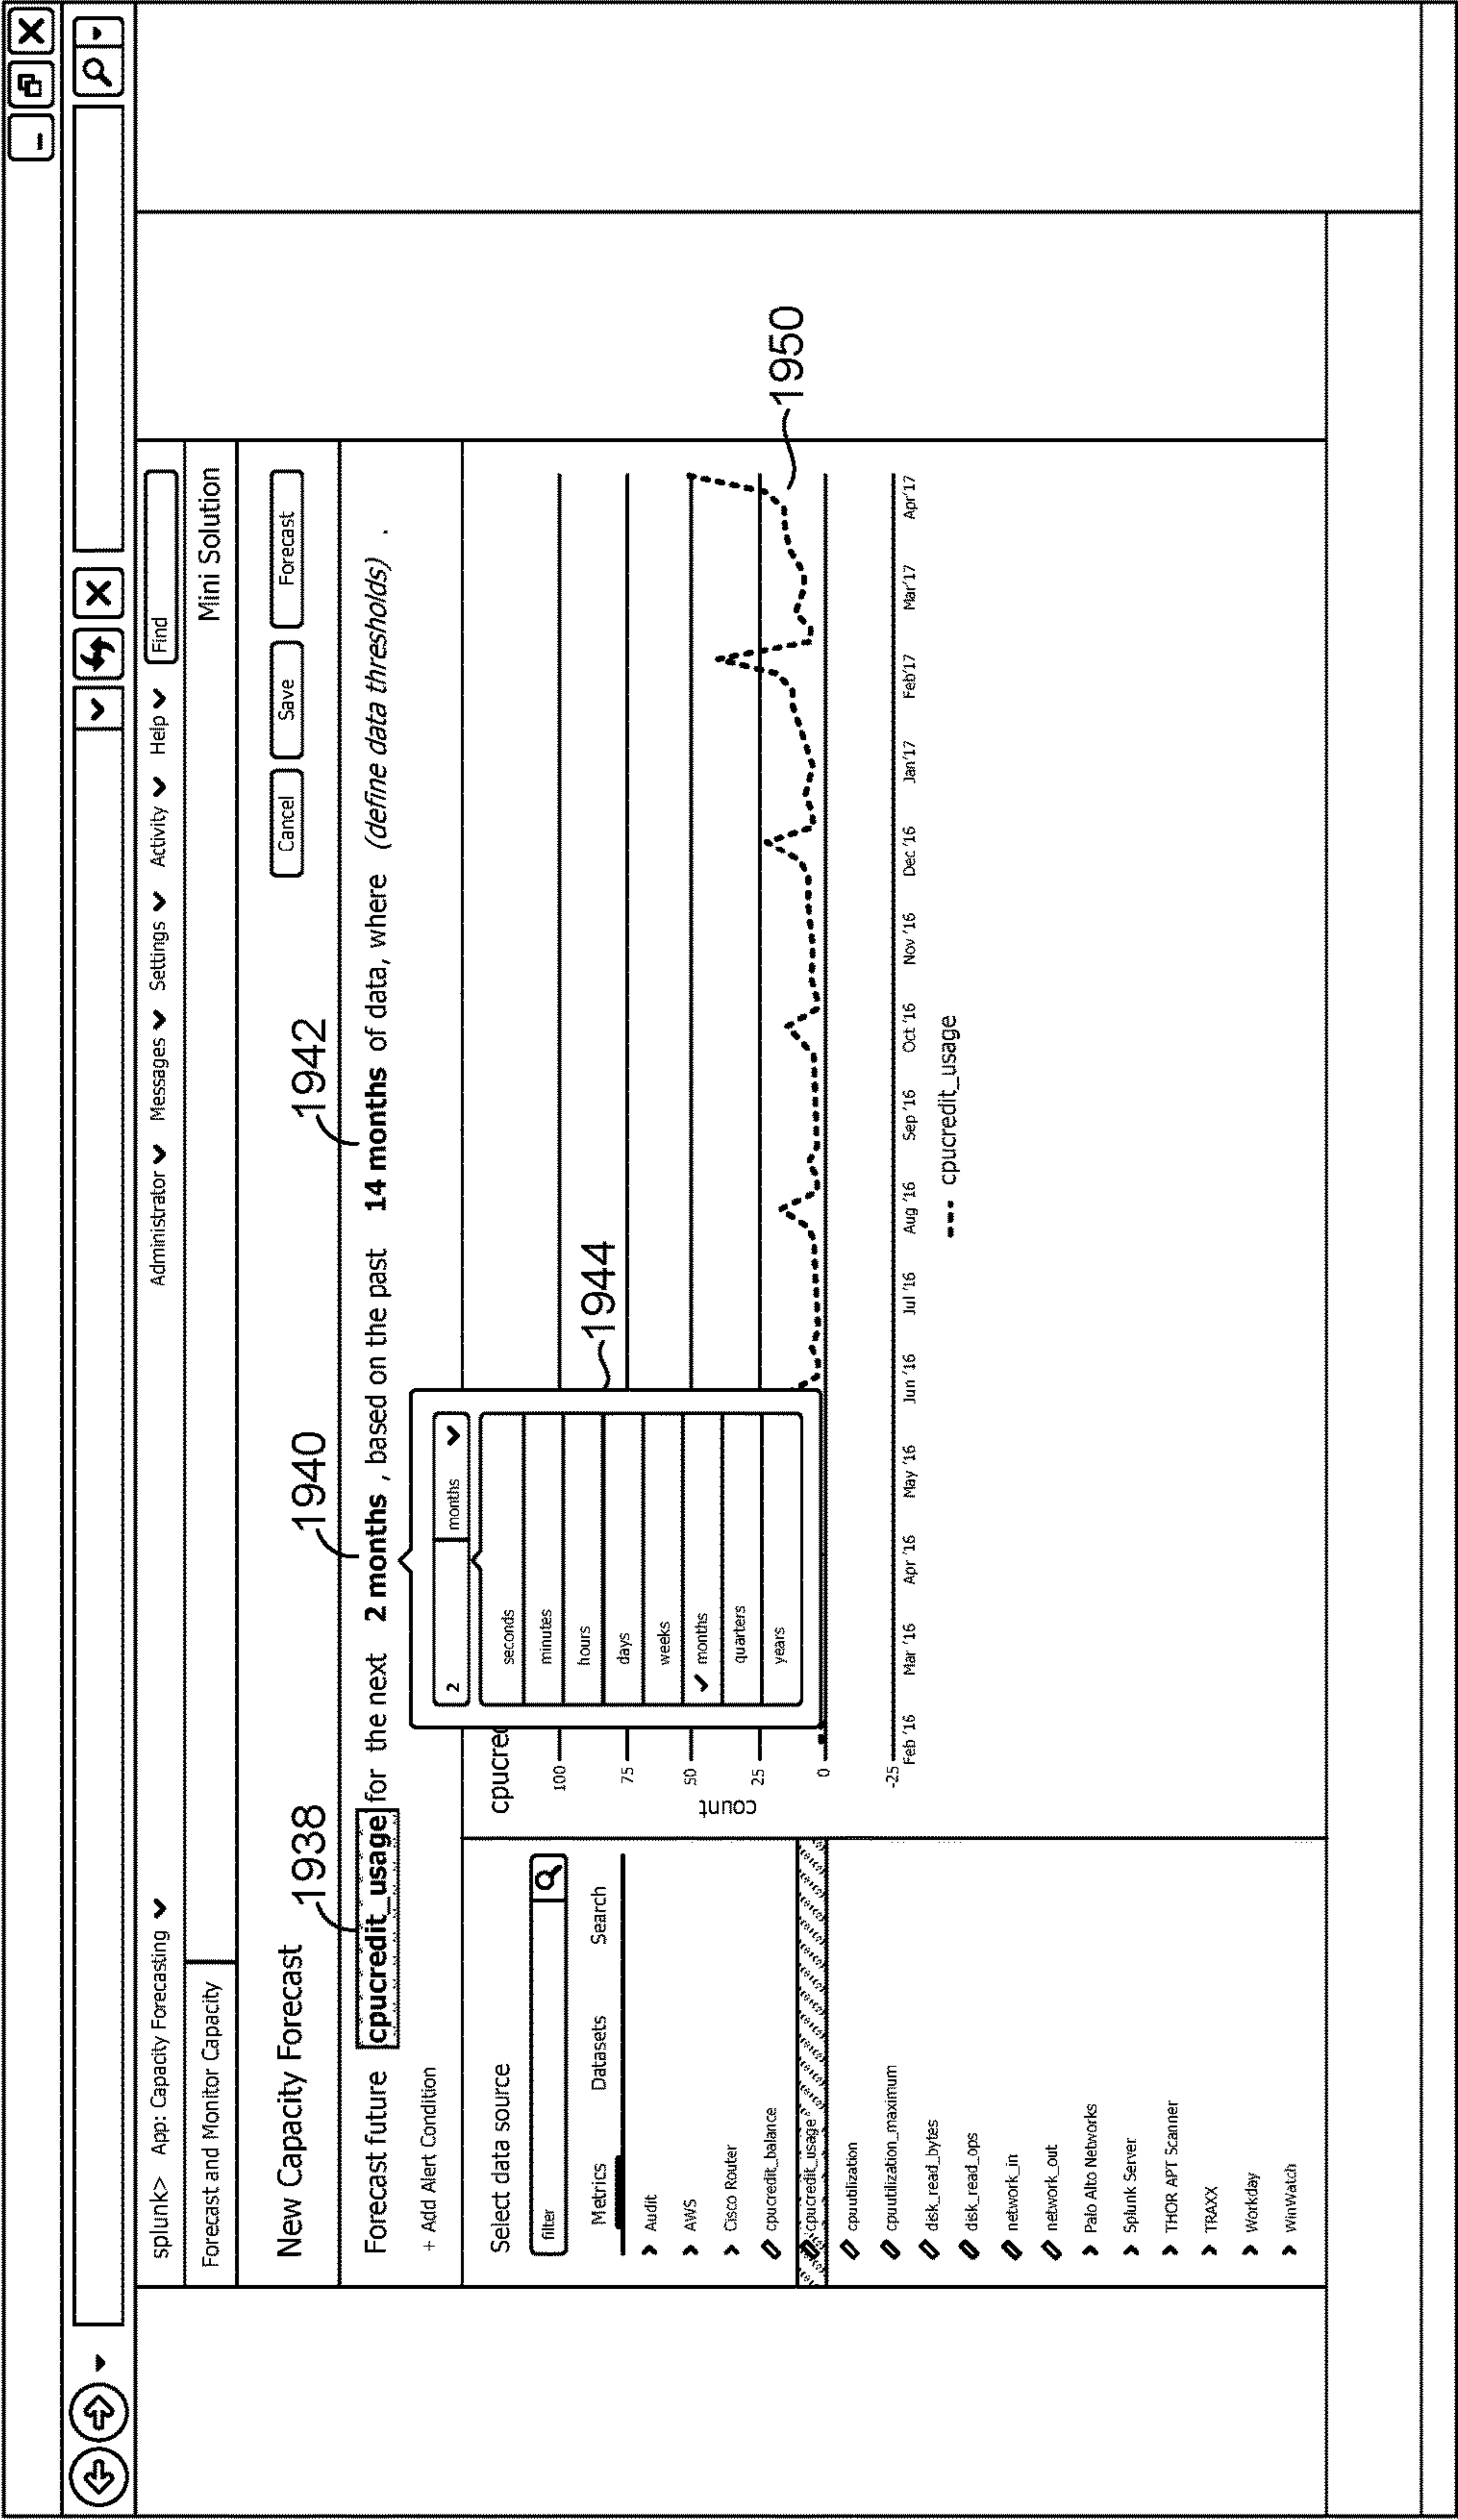 splunk> App: Capacity Forecasting
Administrator Messages Settings Activity Help Find
Forecast and Monitor Capacity
Mini Solution
New Capacity Forecast
Cancel Save Forecast
1938
1940
1942
Forecast future cpucredit_usage for the next 2 months , based on the past 14 months of data, where (define data thresholds) .
+ Add Alert Condition
Select data source
filter
Metrics Datasets Search
Audit
AWS
Cisco Router
cpucredit_balance
cpucredit_usage
cpuutilization
cpuutilization_maximum
disk_read_bytes
disk_read_ops
network_in
network_out
Palo Alto Networks
Splunk Server
THOR APT Scanner
TRAXX
Workday
WinWatch
2 months
seconds
minutes
hours
days
weeks
months
quarters
years
1944
cpucre
100
75
50
25
0
-25
count
1950
Feb '16 Mar '16 Apr '16 May '16 Jun '16 Jul '16 Aug '16 Sep '16 Oct '16 Nov '16 Dec '16 Jan'17 Feb'17 Mar'17 Apr'17
cpucredit_usage